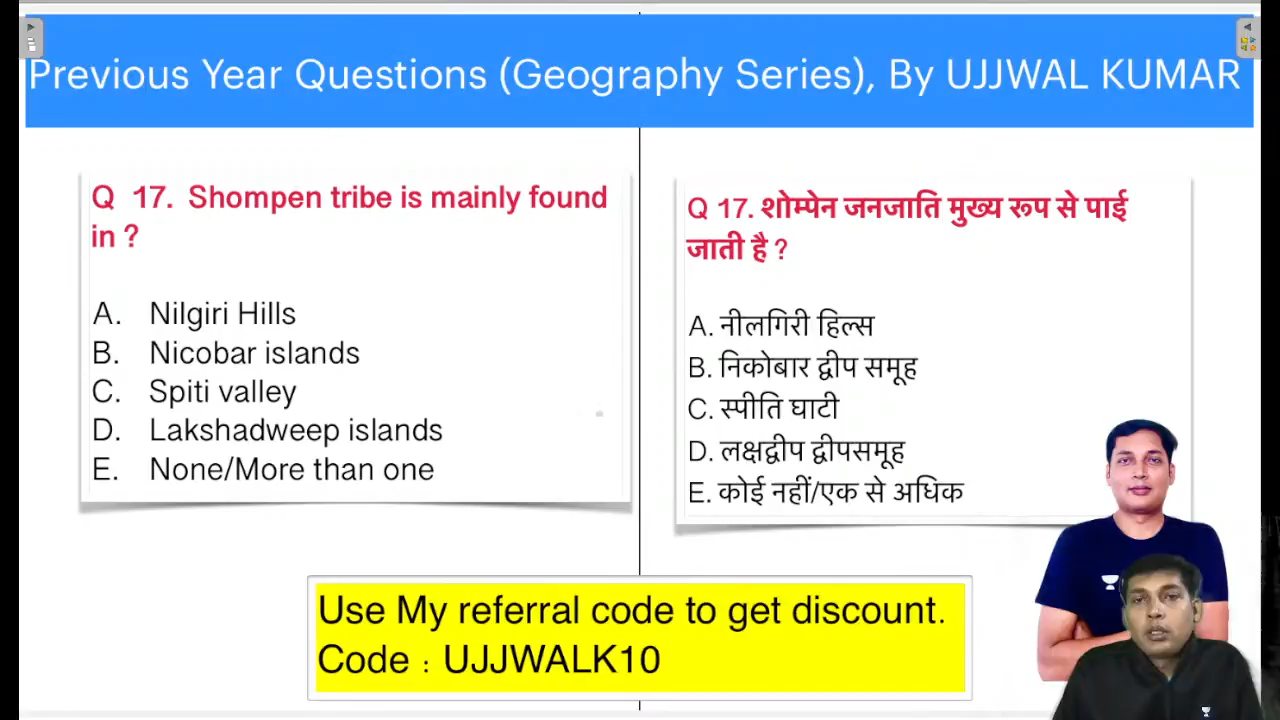 Previous Year Questions (Geography Series), By UJJWAL KUMAR
Q 17. Shompen tribe is mainly found
in ?
A. Nilgiri Hills
B. Nicobar islands
C. Spiti valley
D. Lakshadweep islands
E. None/More than one
Q 17. शोम्पेन जनजाति मुख्य रूप से पाई
जाती है ?
A. नीलगिरी हिल्स
B. निकोबार द्वीप समूह
C. स्पीति घाटी
D. लक्षद्वीप द्वीपसमूह
E. कोई नहीं/एक से अधिक
Use My referral code to get discount.
Code : UJJWALK10